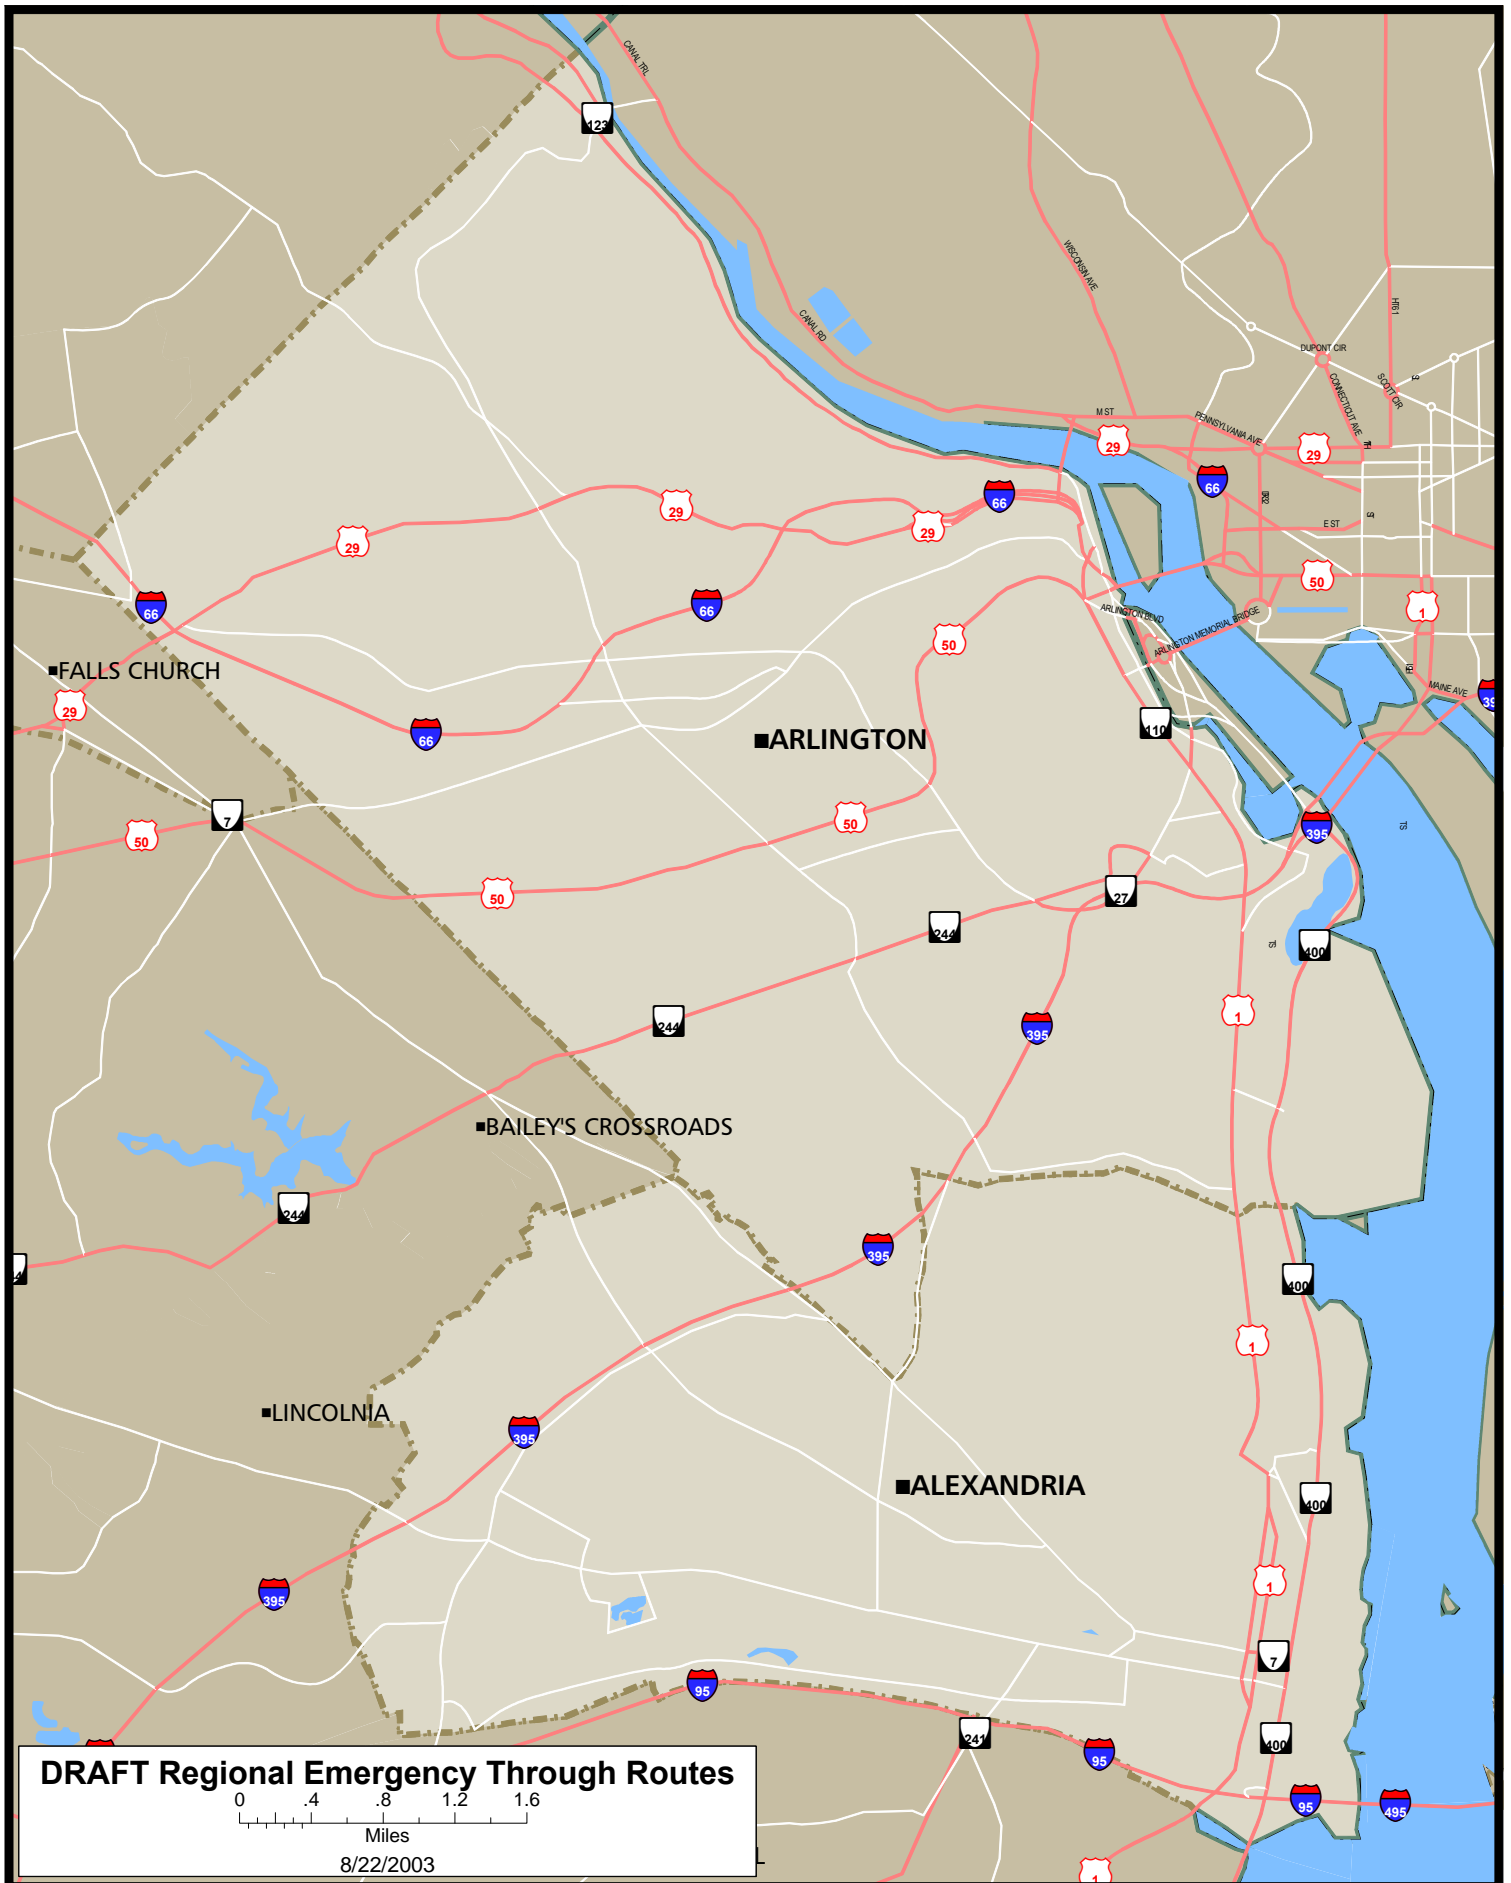 CANAL TRL
123
WISCONSIN AVE
CANAL RD
DUPONT CIR
CONNECTICUT AVE
SCOTT CIR
M ST
PENNSYLVANIA AVE
29
29
66
66
29
29
29
E ST
50
1
66
66
50
ARLINGTON BLVD
ARLINGTON MEMORIAL BRIDGE
FALLS CHURCH
29
66
ARLINGTON
110
MAINE AVE
50
7
50
395
50
27
244
400
244
395
1
BAILEY'S CROSSROADS
244
395
400
1
LINCOLNIA
395
ALEXANDRIA
400
395
1
7
95
241
400
95
95
495
1
DRAFT Regional Emergency Through Routes
0 .4 .8 1.2 1.6
Miles
8/22/2003